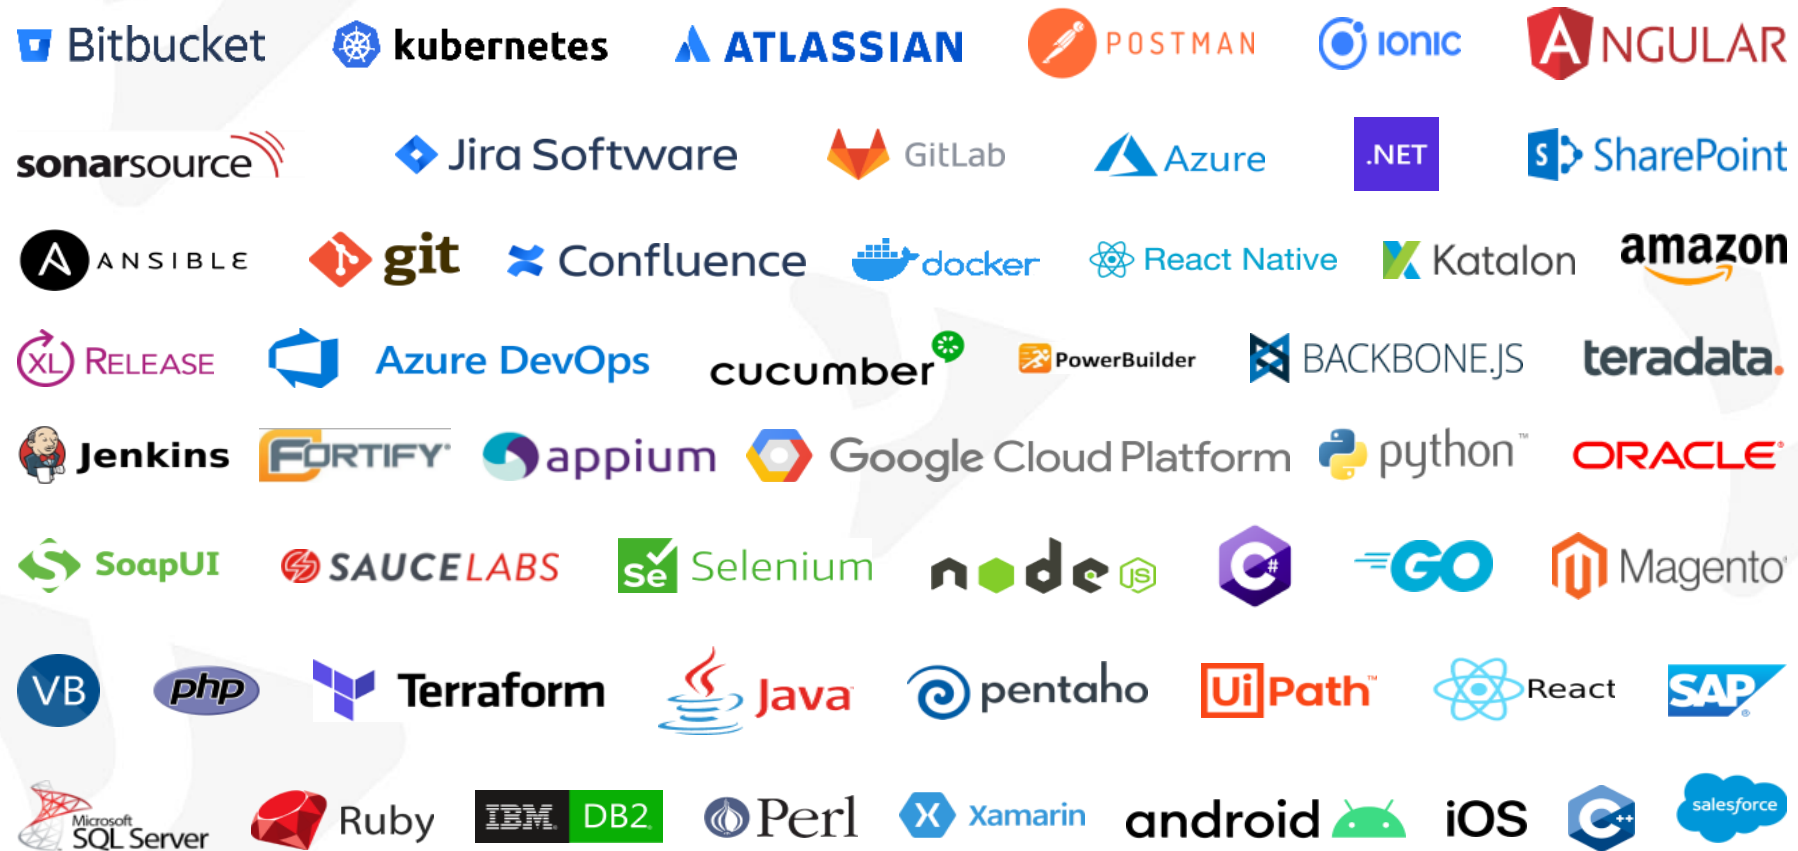 Bitbucket kubernetes ATLASSIAN POSTMAN IONIC ANGULAR
sonarsource Jira Software GitLab Azure .NET S SharePoint
A ANSIBLE git Confluence docker React Native Katalon amazon
XL RELEASE Azure DevOps cucumber PowerBuilder BACKBONE.JS teradata.
Jenkins FORTIFY® appium Google Cloud Platform python™ ORACLE®
S SoapUI S SAUCELABS Se Selenium node JS C# GO Magento®
VB php Terraform Java™ pentaho UiPath™ React SAP®
Microsoft SQL Server Ruby IBM® DB2® Perl X Xamarin android iOS C++ salesforce